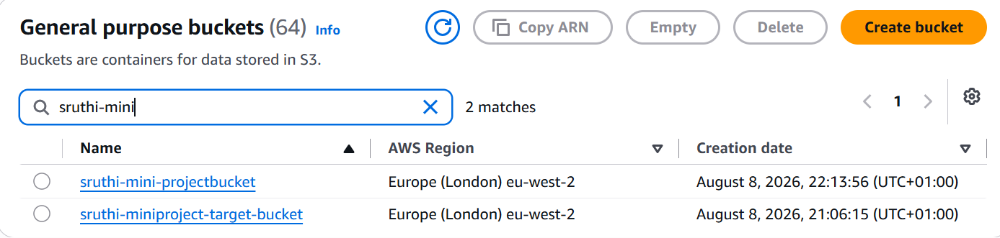 General purpose buckets (64) Info
Copy ARN
Empty
Delete
Create bucket
Buckets are containers for data stored in S3.
sruthi-mini
2 matches
1
Name AWS Region Creation date
sruthi-mini-projectbucket Europe (London) eu-west-2 August 8, 2026, 22:13:56 (UTC+01:00)
sruthi-miniproject-target-bucket Europe (London) eu-west-2 August 8, 2026, 21:06:15 (UTC+01:00)